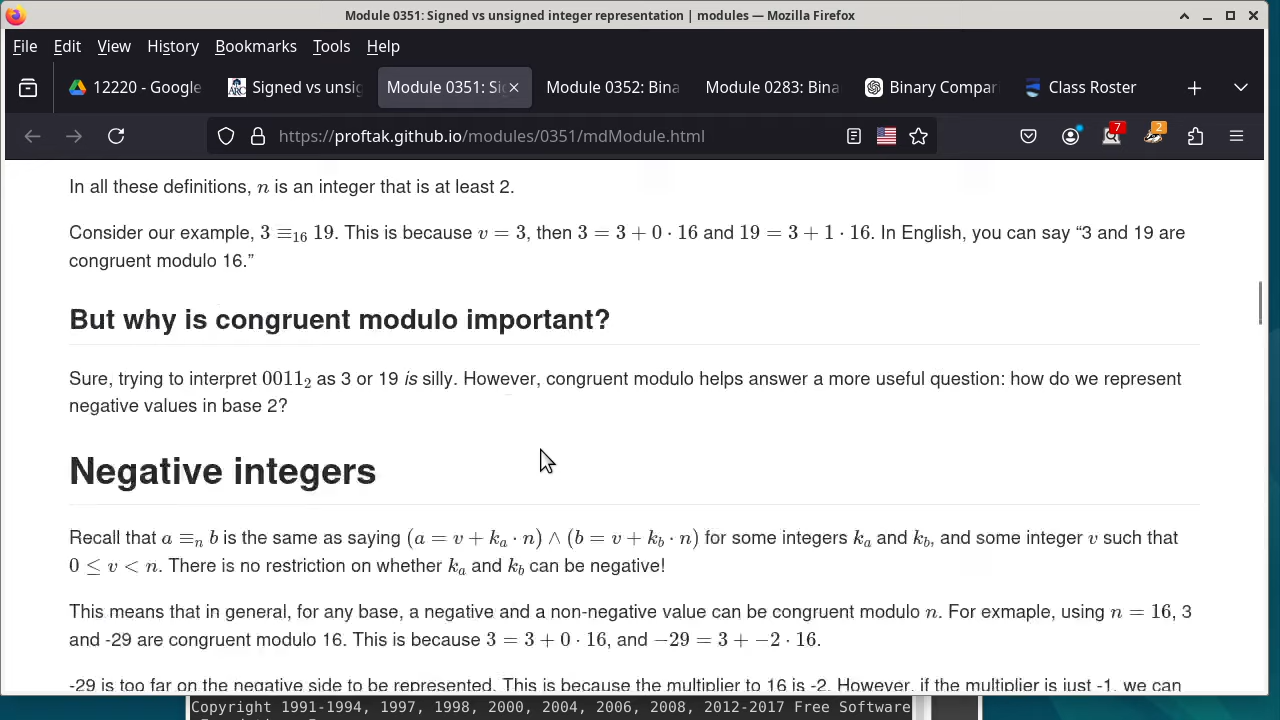 Module 0351: Signed vs unsigned integer representation | modules — Mozilla Firefox
File Edit View History Bookmarks Tools Help
12220 - Google Signed vs unsig Module 0351: Si Module 0352: Bina Module 0283: Bina Binary Compar Class Roster
https://proftak.github.io/modules/0351/mdModule.html 7 2
In all these definitions, n is an integer that is at least 2.
Consider our example, 3 ≡₁₆ 19. This is because v = 3, then 3 = 3 + 0 · 16 and 19 = 3 + 1 · 16. In English, you can say “3 and 19 are
congruent modulo 16.”
But why is congruent modulo important?
Sure, trying to interpret 0011₂ as 3 or 19 is silly. However, congruent modulo helps answer a more useful question: how do we represent
negative values in base 2?
Negative integers
Recall that a ≡ₙ b is the same as saying (a = v + kₐ · n) ∧ (b = v + k_b · n) for some integers kₐ and k_b, and some integer v such that
0 ≤ v < n. There is no restriction on whether kₐ and k_b can be negative!
This means that in general, for any base, a negative and a non-negative value can be congruent modulo n. For exmaple, using n = 16, 3
and -29 are congruent modulo 16. This is because 3 = 3 + 0 · 16, and −29 = 3 + −2 · 16.
-29 is too far on the negative side to be represented. This is because the multiplier to 16 is -2. However, if the multiplier is just -1, we can
Copyright 1991-1994, 1997, 1998, 2000, 2004, 2006, 2008, 2012-2017 Free Software